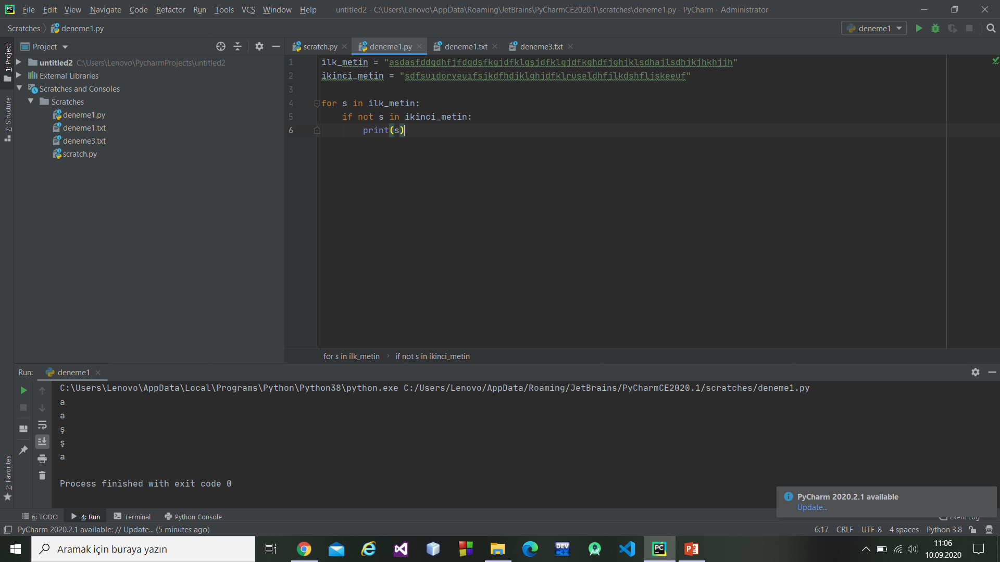 File Edit View Navigate Code Refactor Run Tools VCS Window Help untitled2 - C:\Users\Lenovo\AppData\Roaming\JetBrains\PyCharmCE2020.1\scratches\deneme1.py - PyCharm - Administrator
Scratches deneme1.py
deneme1
1: Project
Project
scratch.py
deneme1.py
deneme1.txt
deneme3.txt
untitled2 C:\Users\Lenovo\PycharmProjects\untitled2
External Libraries
Scratches and Consoles
Scratches
deneme1.py
deneme1.txt
deneme3.txt
scratch.py
7: Structure
1 ilk_metin =
2 ikinci_metin =
3
4 for s in ilk_metin:
5 if not s in ikinci_metin:
6 print(s)
for s in ilk_metin › if not s in ikinci_metin
Run: deneme1
C:\Users\Lenovo\AppData\Local\Programs\Python\Python38\python.exe C:/Users/Lenovo/AppData/Roaming/JetBrains/PyCharmCE2020.1/scratches/deneme1.py
a
a
ş
ş
a
Process finished with exit code 0
2: Favorites
PyCharm 2020.2.1 available
Update...
6: TODO 4: Run Terminal Python Console Event Log
PyCharm 2020.2.1 available: // Update... (5 minutes ago)
6:17 CRLF UTF-8 4 spaces Python 3.8
Aramak için buraya yazın
DEV C++
PC
11:06
10.09.2020